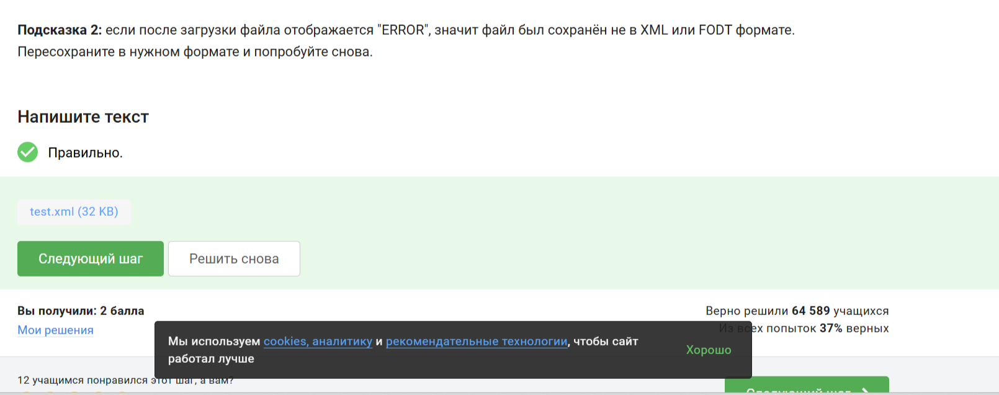 Подсказка 2: если после загрузки файла отображается "ERROR", значит файл был сохранён не в XML или FODT формате.
Пересохраните в нужном формате и попробуйте снова.
Напишите текст
Правильно.
test.xml (32 KB)
Следующий шаг
Решить снова
Вы получили: 2 балла
Верно решили 64 589 учащихся
Мои решения
Из всех попыток 37% верных
Мы используем cookies, аналитику и рекомендательные технологии, чтобы сайт
работал лучше
Хорошо
12 учащимся понравился этот шаг, а вам?
Следующий шаг